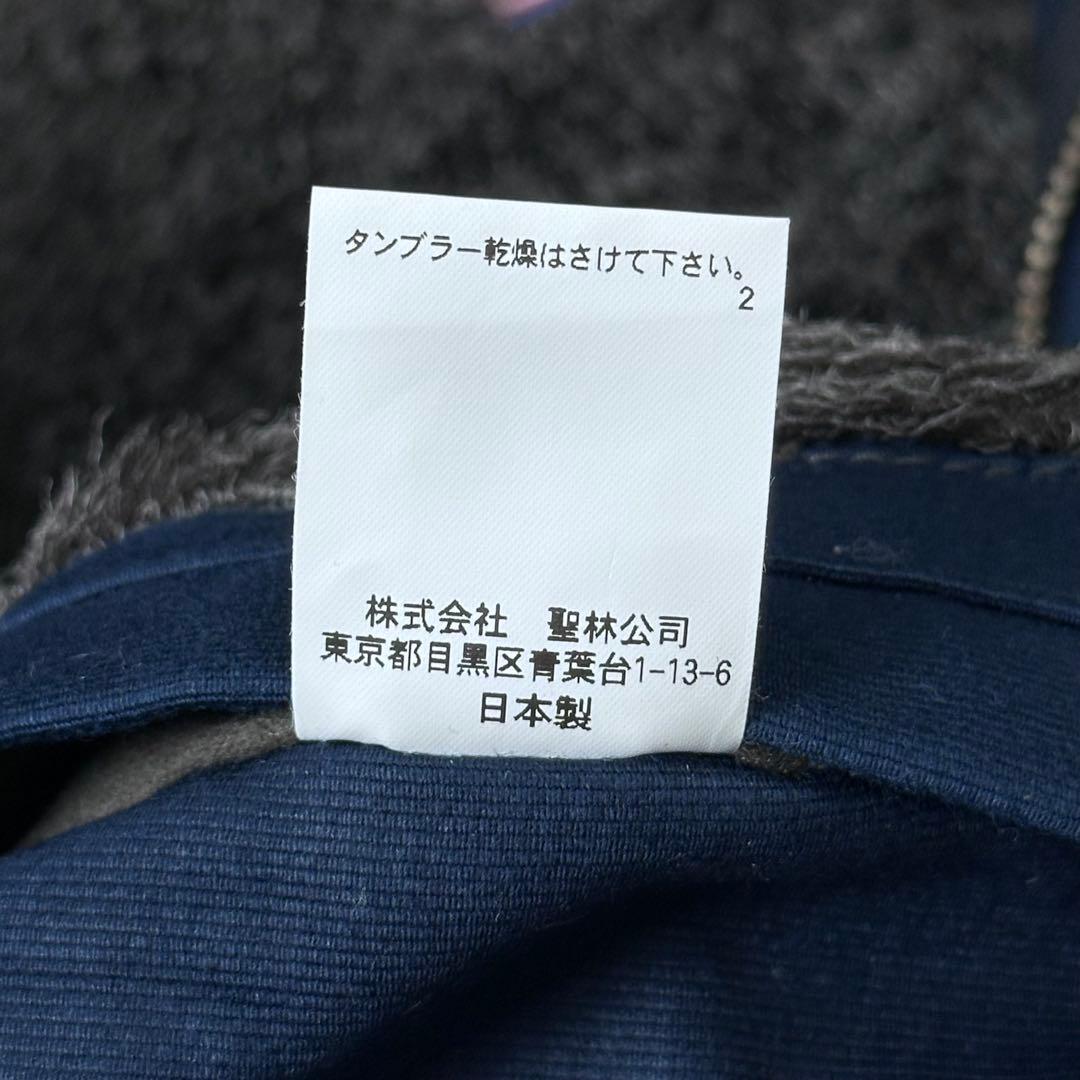 タンブラー乾燥はさけて下さい。
2
株式会社　聖林公司
東京都目黒区青葉台1-13-6
日本製